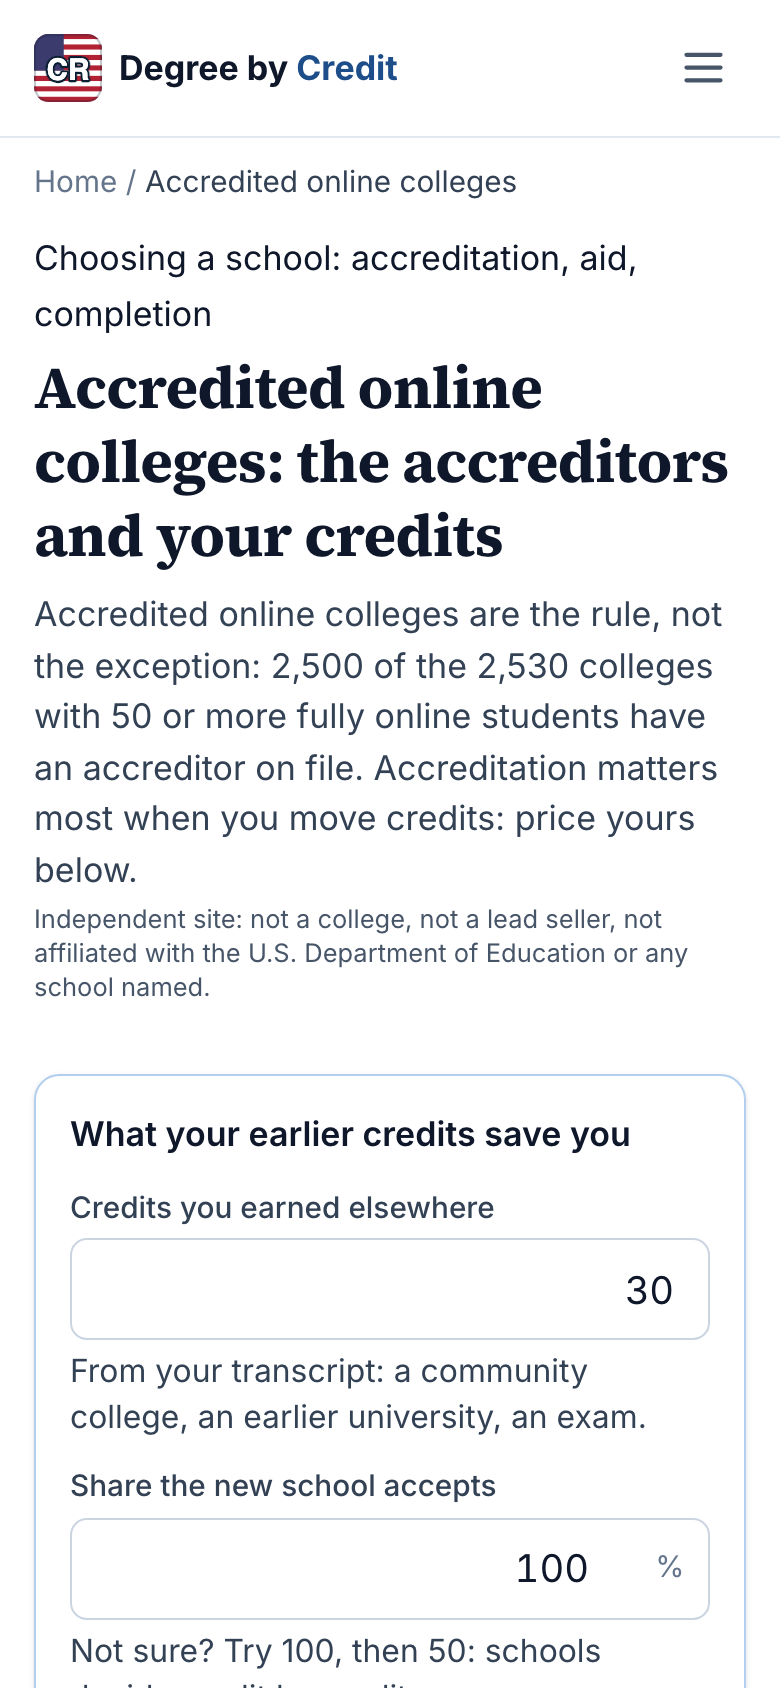 CR Degree by Credit
Home / Accredited online colleges
Choosing a school: accreditation, aid,
completion
Accredited online
colleges: the accreditors
and your credits
Accredited online colleges are the rule, not
the exception: 2,500 of the 2,530 colleges
with 50 or more fully online students have
an accreditor on file. Accreditation matters
most when you move credits: price yours
below.
Independent site: not a college, not a lead seller, not
affiliated with the U.S. Department of Education or any
school named.
What your earlier credits save you
Credits you earned elsewhere
30
From your transcript: a community
college, an earlier university, an exam.
Share the new school accepts
100 %
Not sure? Try 100, then 50: schools